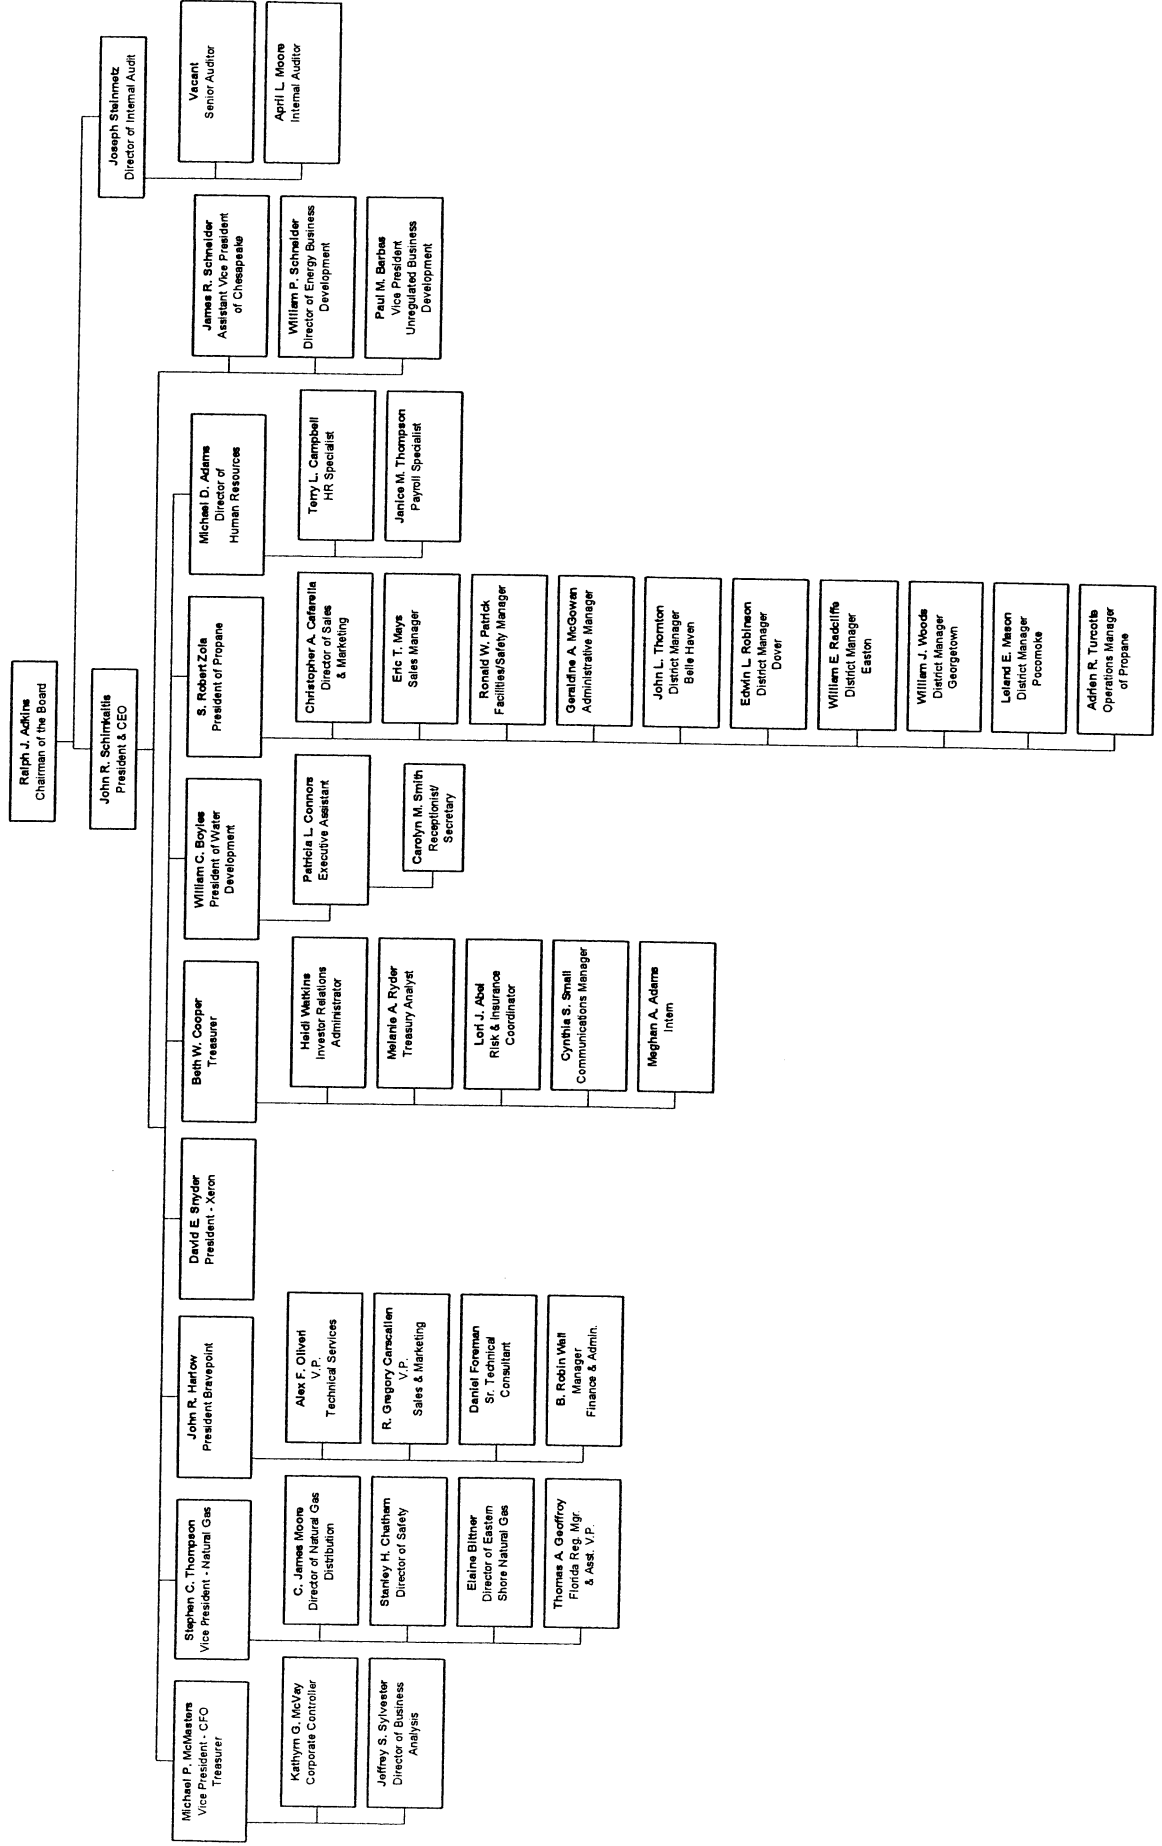 Ralph J. Adkins
Chairman of the Board
John R. Schimkaitis
President & CEO
Joseph Steinmetz
Director of Internal Audit
Vacant
Senior Auditor
April L. Moore
Internal Auditor
Michael P. McMasters
Vice President - CFO
Treasurer
Kathyrn G. McVay
Corporate Controller
Jeffrey S. Sylvester
Director of Business
Analysis
Stephen C. Thompson
Vice President - Natural Gas
C. James Moore
Director of Natural Gas
Distribution
Stanley H. Chatham
Director of Safety
Elaine Bittner
Director of Eastern
Shore Natural Gas
Thomas A. Geoffroy
Florida Reg. Mgr.
& Asst. V.P.
John R. Harlow
President Bravepoint
Alex F. Oliveri
V.P.
Technical Services
R. Gregory Carscallen
V.P.
Sales & Marketing
Daniel Foreman
Sr. Technical
Consultant
B. Robin Wall
Manager
Finance & Admin.
David E. Snyder
President - Xeron
Beth W. Cooper
Treasurer
Heidi Watkins
Investor Relations
Administrator
Melanie A. Ryder
Treasury Analyst
Lori J. Abel
Risk & Insurance
Coordinator
Cynthia S. Small
Communications Manager
Meghan A. Adams
Intern
William C. Boyles
President of Water
Development
Patricia L. Connors
Executive Assistant
Carolyn M. Smith
Receptionist/
Secretary
S. Robert Zola
President of Propane
Christopher A. Cafarella
Director of Sales
& Marketing
Eric T. Mays
Sales Manager
Ronald W. Patrick
Facilities/Safety Manager
Geraldine A. McGowan
Administrative Manager
John L. Thornton
District Manager
Belle Haven
Edwin L. Robinson
District Manager
Dover
William E. Radcliffe
District Manager
Easton
William J. Woods
District Manager
Georgetown
Leland E. Mason
District Manager
Pocomoke
Adrien R. Turcotte
Operations Manager
of Propane
Michael D. Adams
Director of
Human Resources
Terry L. Campbell
HR Specialist
Janice M. Thompson
Payroll Specialist
James R. Schneider
Assistant Vice President
of Chesapeake
William P. Schneider
Director of Energy Business
Development
Paul M. Barbas
Vice President
Unregulated Business
Development